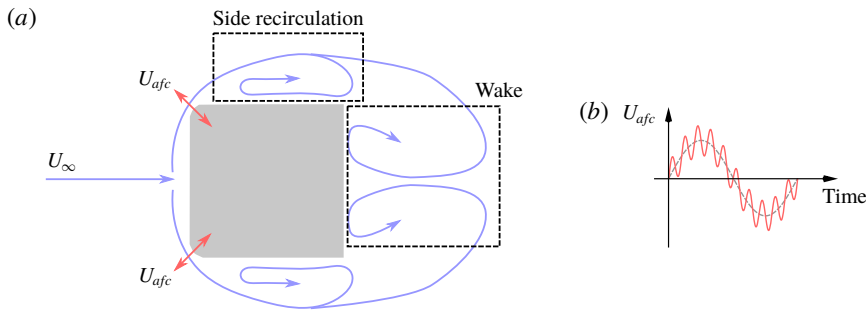 (a)
Side recirculation
U_afc
Wake
U_∞
U_afc
(b)
U_afc
Time